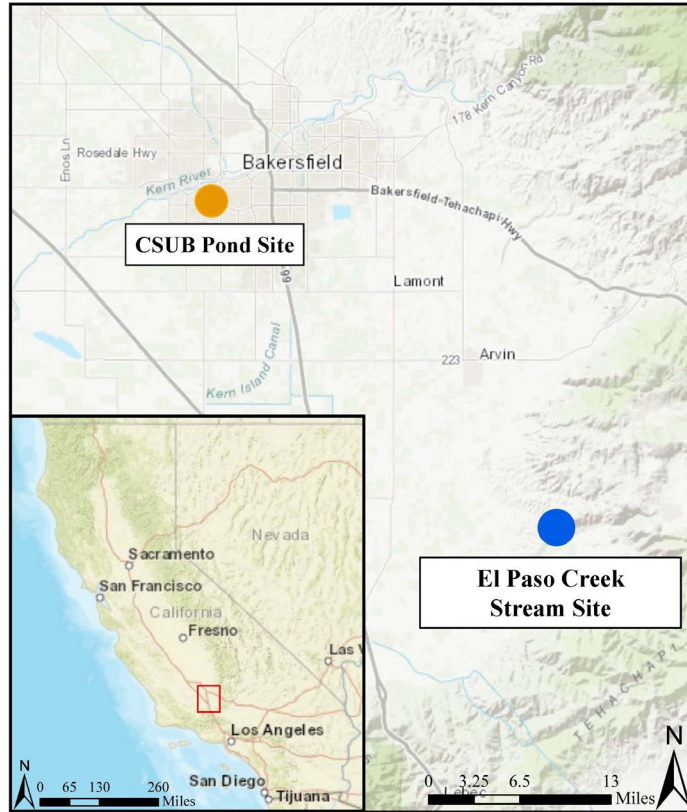 178 Kern Canyon Rd
Enos Ln
Rosedale Hwy
Bakersfield
Kern River
Bakersfield-Tehachapi Hwy
CSUB Pond Site
99
Lamont
Kern Island Canal
223
Arvin
El Paso Creek
Stream Site
TEHACHAPI
Nevada
Sacramento
San Francisco
California
Fresno
Las V
Los Angeles
San Diego
Tijuana
N
0 65 130 260
Miles
N
0 3.25 6.5 13
Miles
Lebec